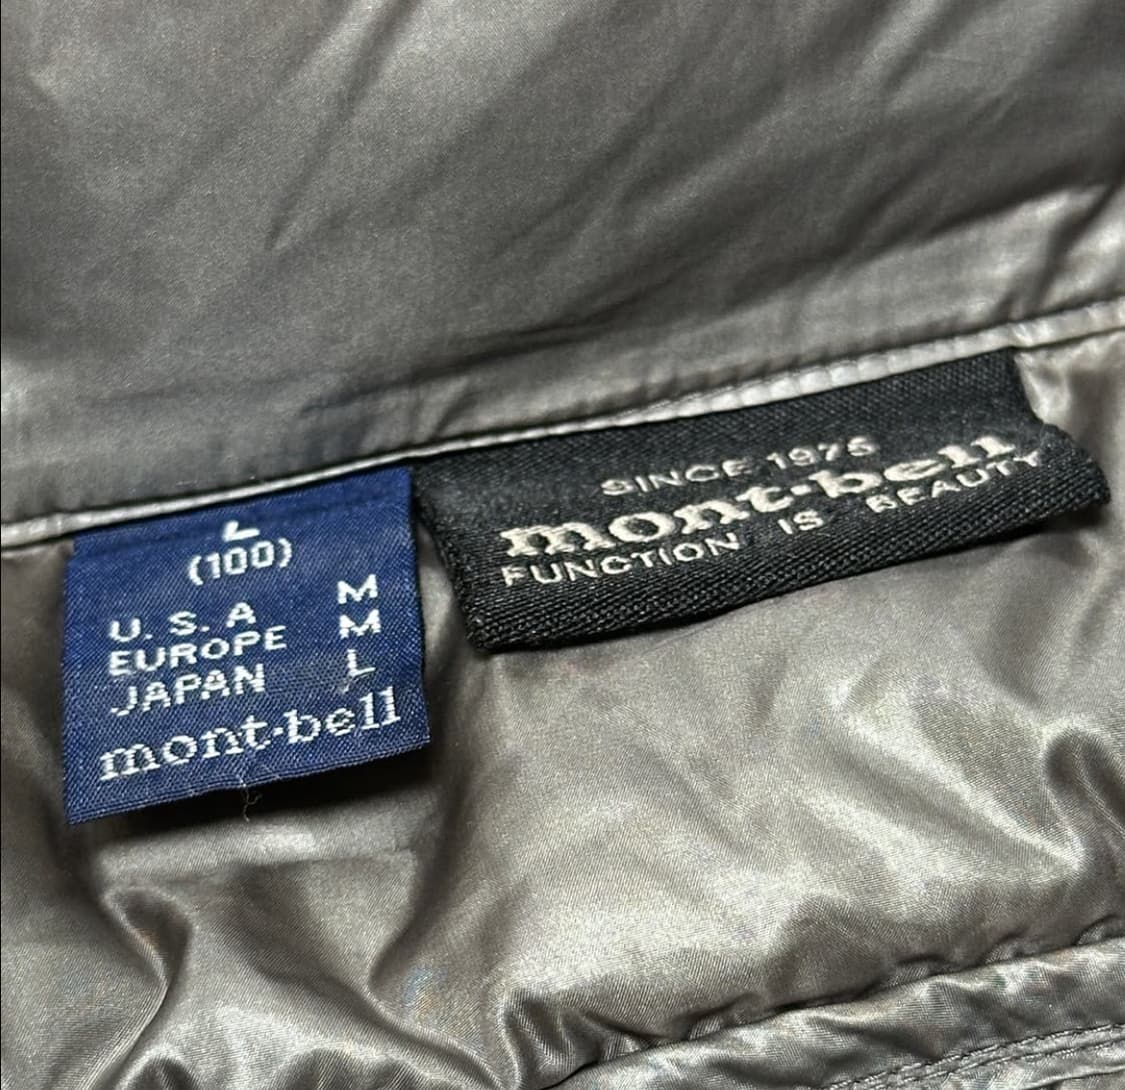 L
(100)
U. S. A M
EUROPE M
JAPAN L
mont·bell
SINCE 1975
mont·bell
FUNCTION IS BEAUTY